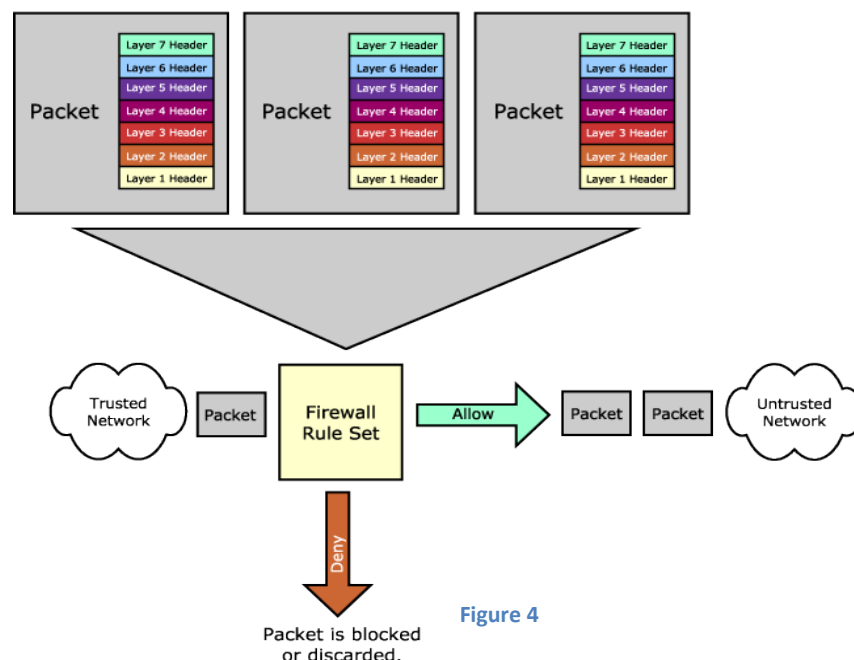 Packet
Layer 7 Header
Layer 6 Header
Layer 5 Header
Layer 4 Header
Layer 3 Header
Layer 2 Header
Layer 1 Header
Packet
Layer 7 Header
Layer 6 Header
Layer 5 Header
Layer 4 Header
Layer 3 Header
Layer 2 Header
Layer 1 Header
Packet
Layer 7 Header
Layer 6 Header
Layer 5 Header
Layer 4 Header
Layer 3 Header
Layer 2 Header
Layer 1 Header
Trusted
Network
Packet
Firewall
Rule Set
Allow
Packet
Packet
Untrusted
Network
Deny
Figure 4
Packet is blocked
or discarded.